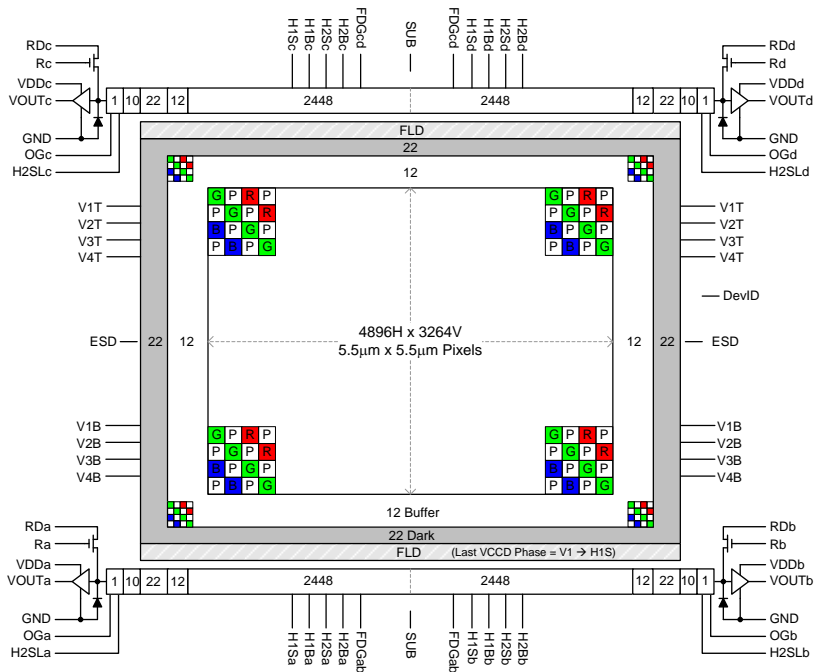 H1Sc H1Bc H2Sc H2Bc FDGcd SUB FDGcd H1Sd H1Bd H2Sd H2Bd
RDc RDd
Rc Rd
VDDc VDDd
VOUTc 1 10 22 12 2448 2448 12 22 10 1 VOUTd
GND FLD GND
OGc 22 OGd
H2SLc 12 H2SLd
G P R P G P R P
V1T P G P R P G P R V1T
V2T B P G P B P G P V2T
V3T P B P G P B P G V3T
V4T V4T
DevID
4896H x 3264V
ESD 22 12 5.5µm x 5.5µm Pixels 12 22 ESD
V1B G P R P G P R P V1B
V2B P G P R P G P R V2B
V3B B P G P B P G P V3B
V4B P B P G P B P G V4B
12 Buffer
RDa 22 Dark RDb
Ra FLD (Last VCCD Phase = V1 → H1S) Rb
VDDa VDDb
VOUTa 1 10 22 12 2448 2448 12 22 10 1 VOUTb
GND GND
OGa OGb
H2SLa H2SLb
H1Sa H1Ba H2Sa H2Ba FDGab SUB FDGab H1Sb H1Bb H2Sb H2Bb